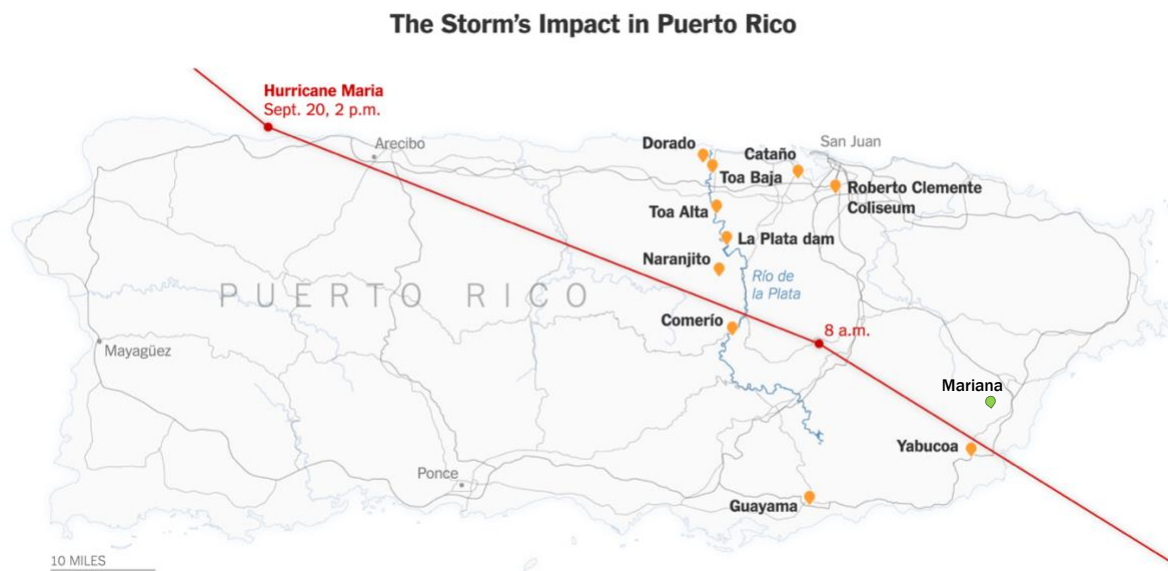 The Storm's Impact in Puerto Rico
Hurricane Maria
Sept. 20, 2 p.m.
Arecibo
Dorado
Cataño
San Juan
Toa Baja
Roberto Clemente
Coliseum
Toa Alta
La Plata dam
Naranjito
Río de
la Plata
PUERTO RICO
Comerío
8 a.m.
Mayagüez
Mariana
Yabucoa
Ponce
Guayama
10 MILES